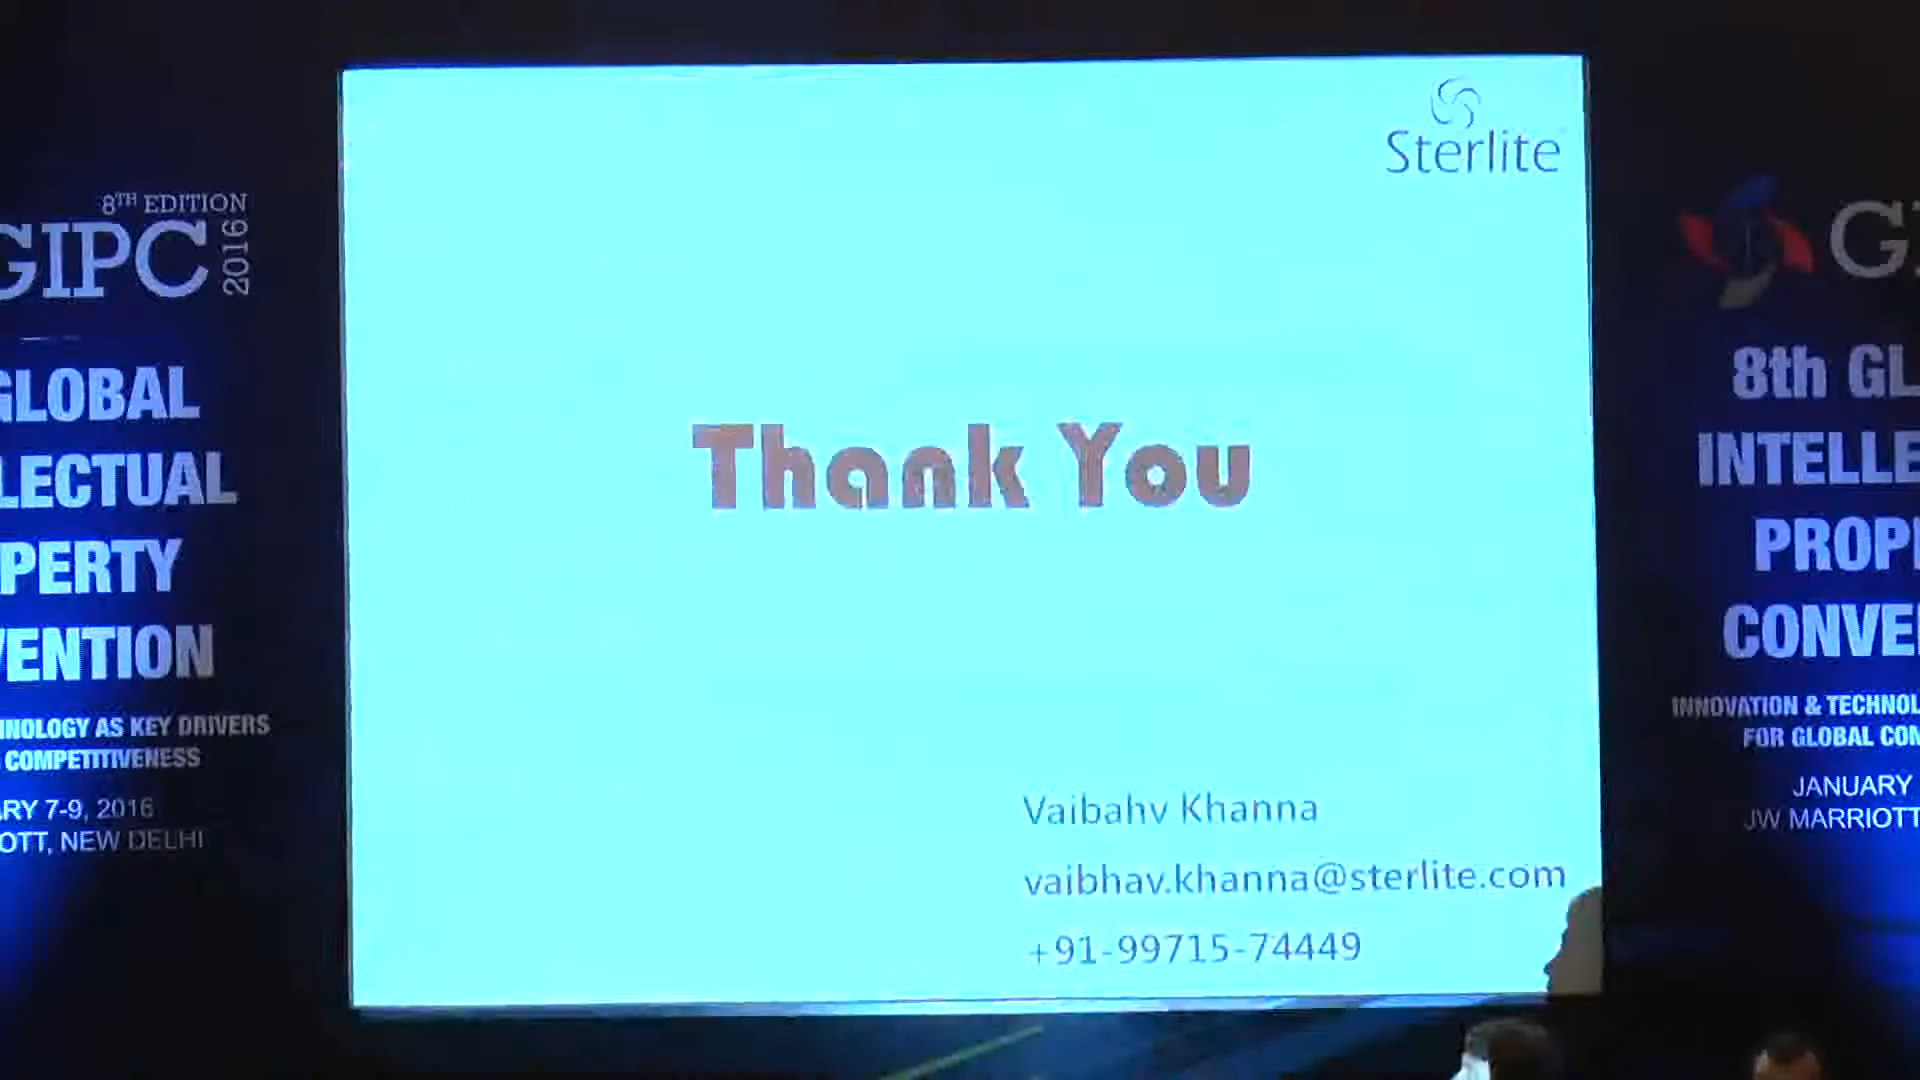 8TH EDITION
GIPC
2016
GLOBAL
LECTUAL
PERTY
VENTION
NOLOGY AS KEY DRIVERS
COMPETITIVENESS
RY 7-9, 2016
OTT, NEW DELHI
Sterlite
Thank You
Vaibahv Khanna
vaibhav.khanna@sterlite.com
+91-99715-74449
G
8th GL
INTELLE
PROP
CONVE
INNOVATION & TECHNOL
FOR GLOBAL COM
JANUARY
JW MARRIOTT